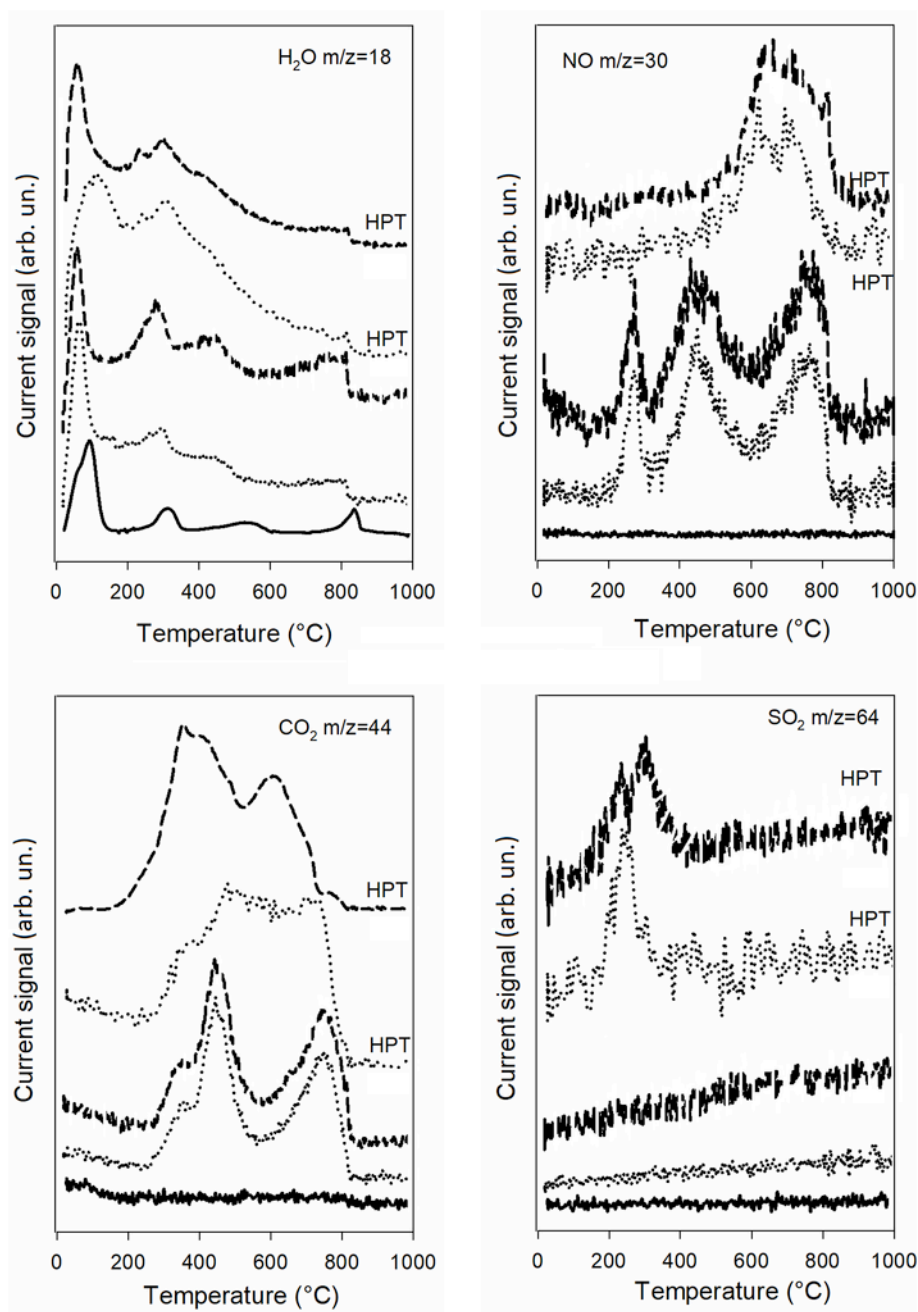 H₂O m/z=18
HPT
HPT
Current signal (arb. un.)
0 200 400 600 800 1000
Temperature (°C)
NO m/z=30
HPT
HPT
Current signal (arb. un.)
0 200 400 600 800 1000
Temperature (°C)
CO₂ m/z=44
HPT
HPT
Current signal (arb. un.)
0 200 400 600 800 1000
Temperature (°C)
SO₂ m/z=64
HPT
HPT
Current signal (arb. un.)
0 200 400 600 800 1000
Temperature (°C)